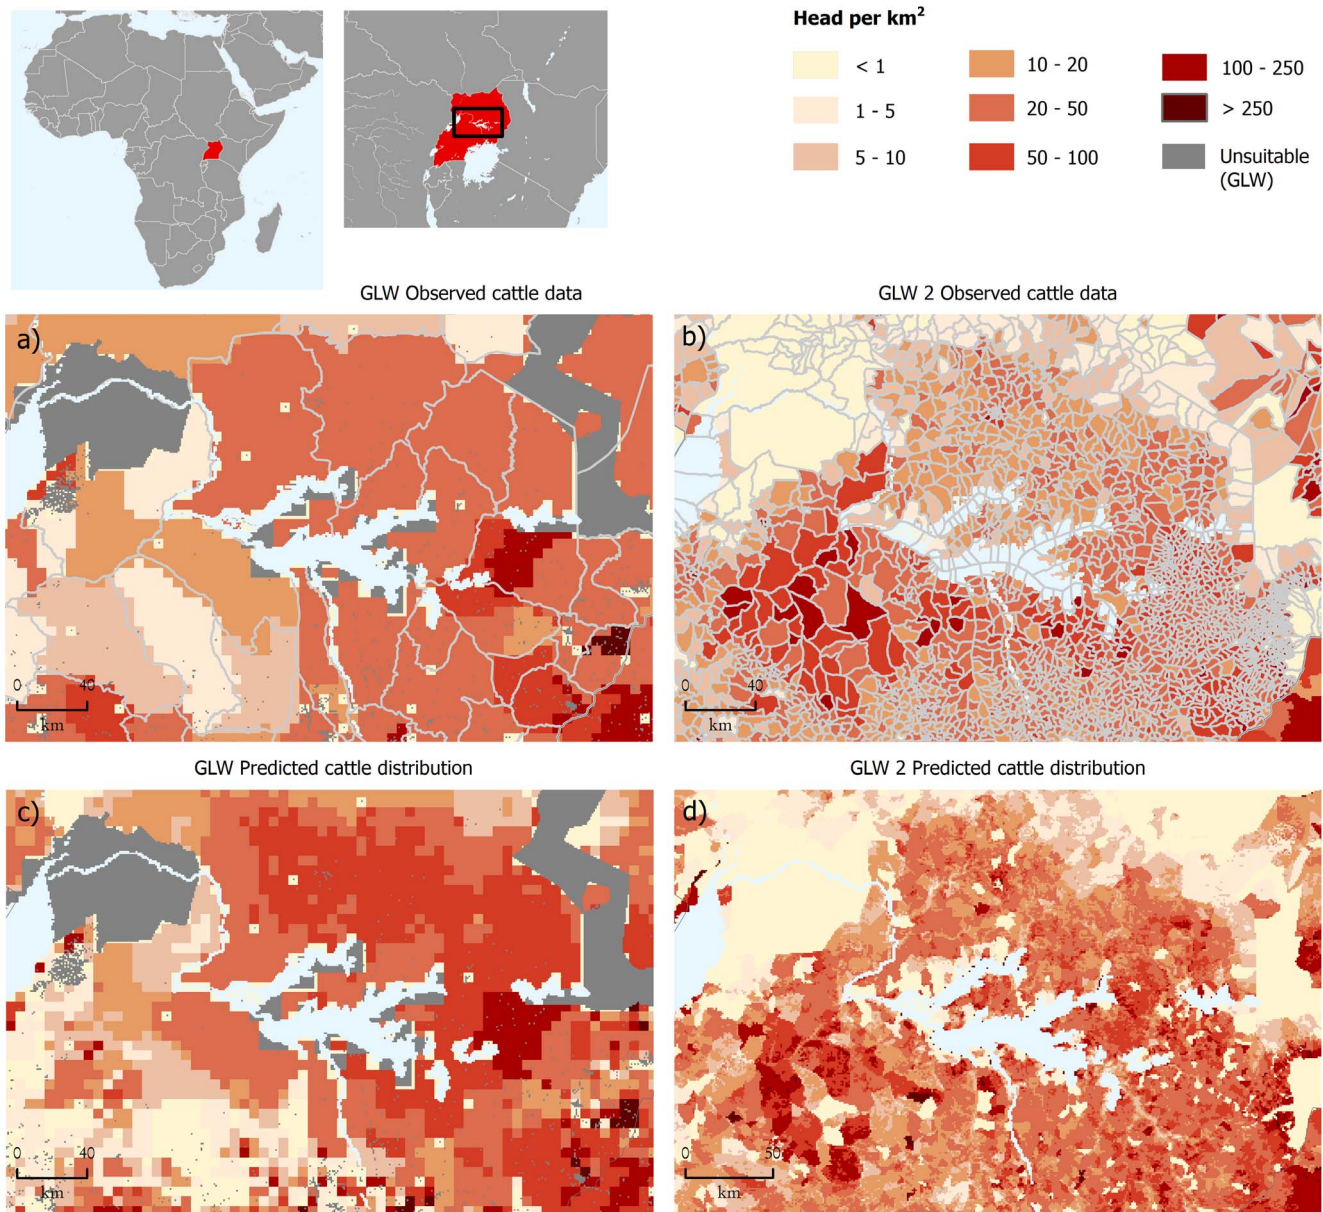 Head per km²
< 1
10 - 20
100 - 250
1 - 5
20 - 50
> 250
5 - 10
50 - 100
Unsuitable
(GLW)
GLW Observed cattle data
GLW 2 Observed cattle data
a)
b)
0 40
km
0 40
km
GLW Predicted cattle distribution
GLW 2 Predicted cattle distribution
c)
d)
0 40
km
0 50
km